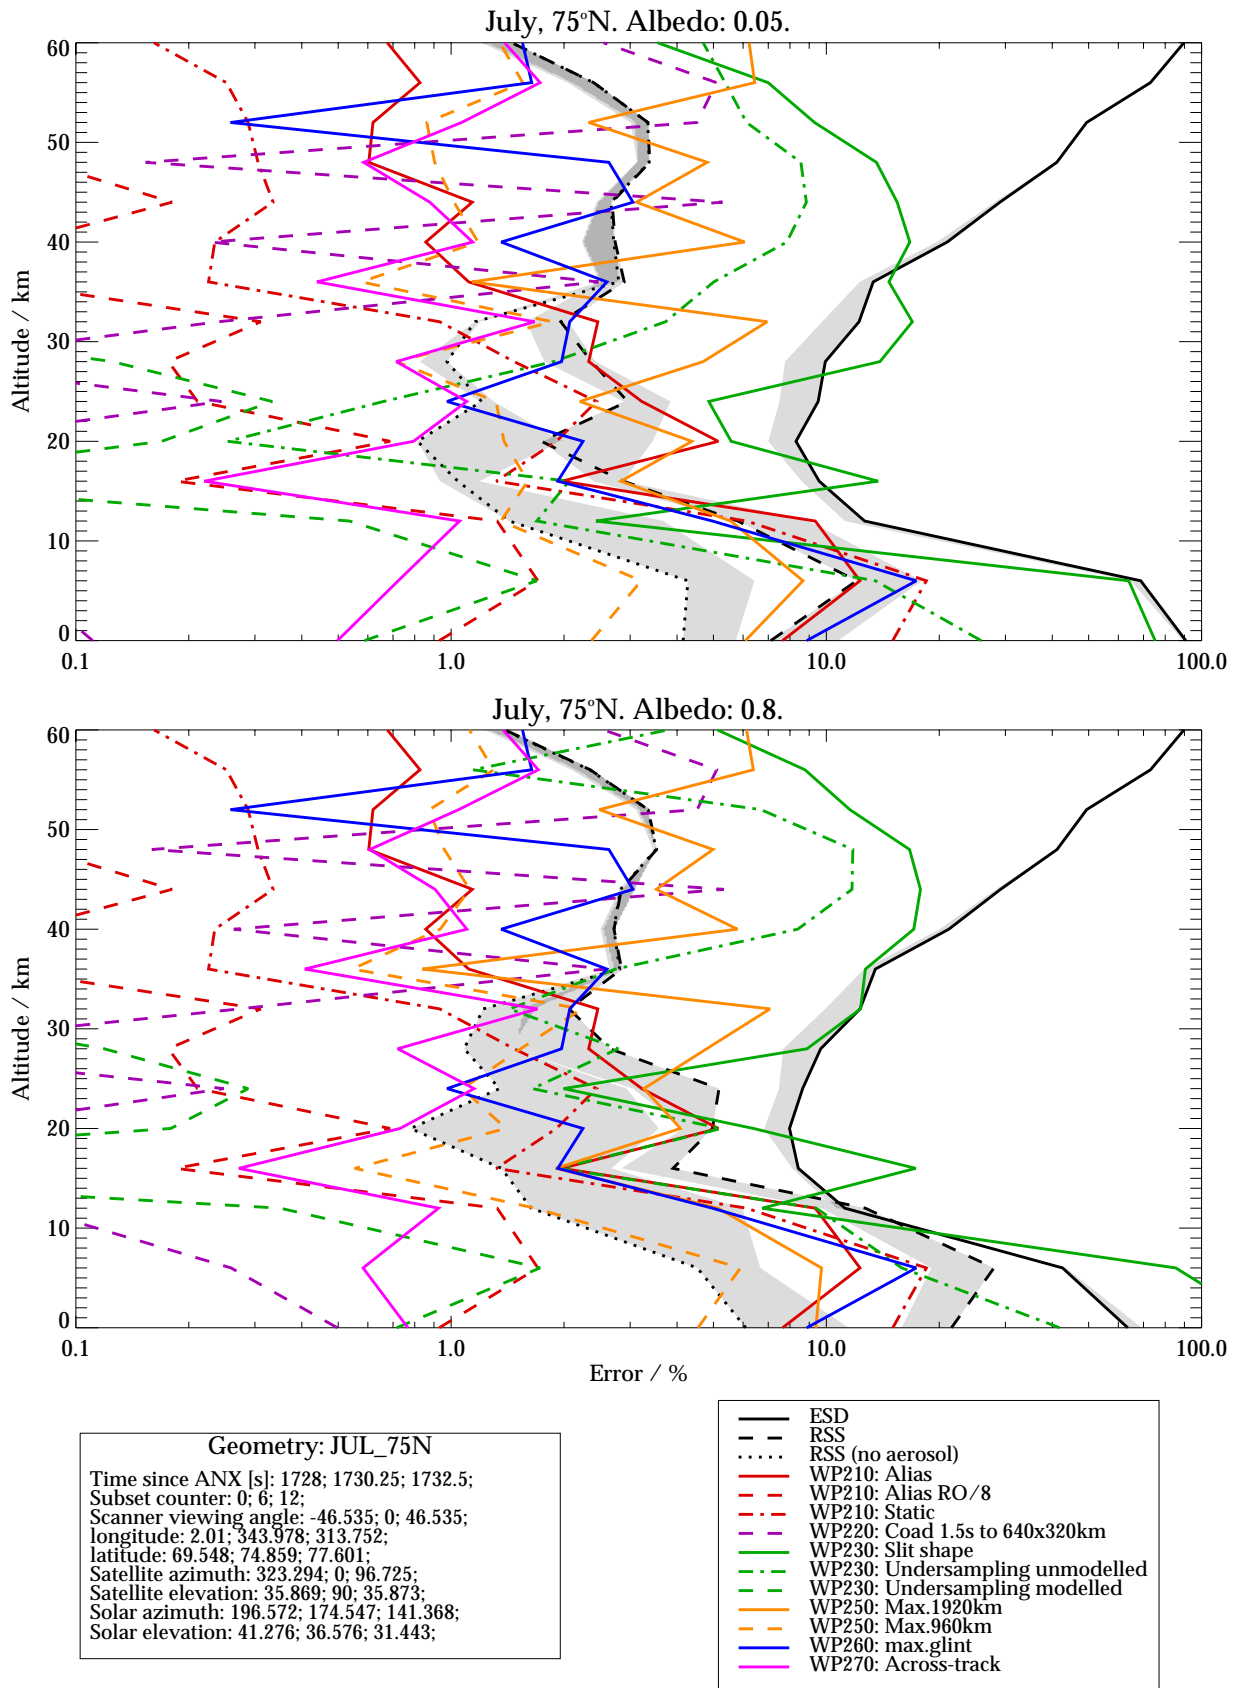 July, 75°N. Albedo: 0.05.
60
50
40
30
20
10
0
Altitude / km
0.1 1.0 10.0 100.0
July, 75°N. Albedo: 0.8.
60
50
40
30
20
10
0
Altitude / km
0.1 1.0 10.0 100.0
Error / %
Geometry: JUL_75N
Time since ANX [s]: 1728; 1730.25; 1732.5;
Subset counter: 0; 6; 12;
Scanner viewing angle: -46.535; 0; 46.535;
longitude: 2.01; 343.978; 313.752;
latitude: 69.548; 74.859; 77.601;
Satellite azimuth: 323.294; 0; 96.725;
Satellite elevation: 35.869; 90; 35.873;
Solar azimuth: 196.572; 174.547; 141.368;
Solar elevation: 41.276; 36.576; 31.443;
ESD
RSS
RSS (no aerosol)
WP210: Alias
WP210: Alias RO/8
WP210: Static
WP220: Coad 1.5s to 640x320km
WP230: Slit shape
WP230: Undersampling unmodelled
WP230: Undersampling modelled
WP250: Max.1920km
WP250: Max.960km
WP260: max.glint
WP270: Across-track